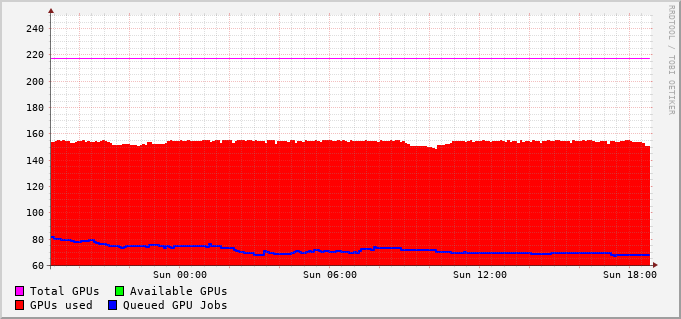 RRDTOOL / TOBI OETIKER
240
220
200
180
160
140
120
100
80
60
Sun 00:00 Sun 06:00 Sun 12:00 Sun 18:00
Total GPUs Available GPUs
GPUs used Queued GPU Jobs